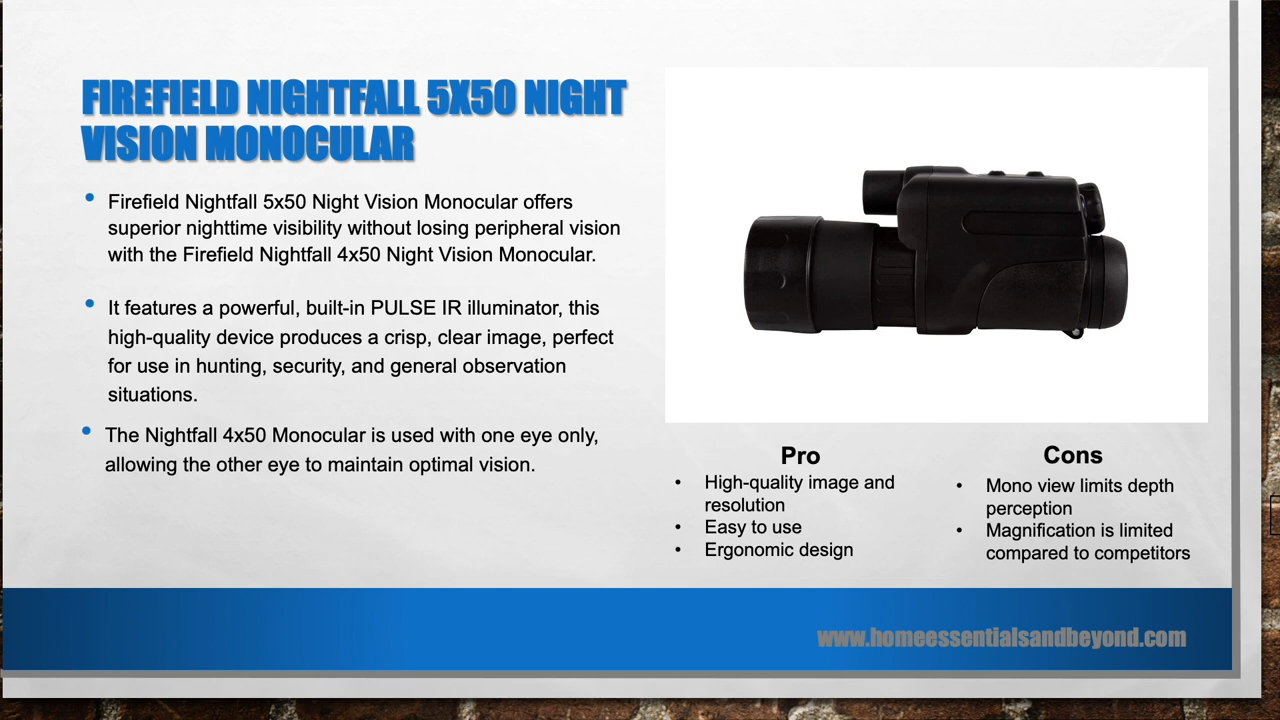 FIREFIELD NIGHTFALL 5X50 NIGHT
VISION MONOCULAR
• Firefield Nightfall 5x50 Night Vision Monocular offers
superior nighttime visibility without losing peripheral vision
with the Firefield Nightfall 4x50 Night Vision Monocular.
• It features a powerful, built-in PULSE IR illuminator, this
high-quality device produces a crisp, clear image, perfect
for use in hunting, security, and general observation
situations.
• The Nightfall 4x50 Monocular is used with one eye only,
allowing the other eye to maintain optimal vision.
Pro
• High-quality image and
resolution
• Easy to use
• Ergonomic design
Cons
• Mono view limits depth
perception
• Magnification is limited
compared to competitors
www.homeessentialsandbeyond.com